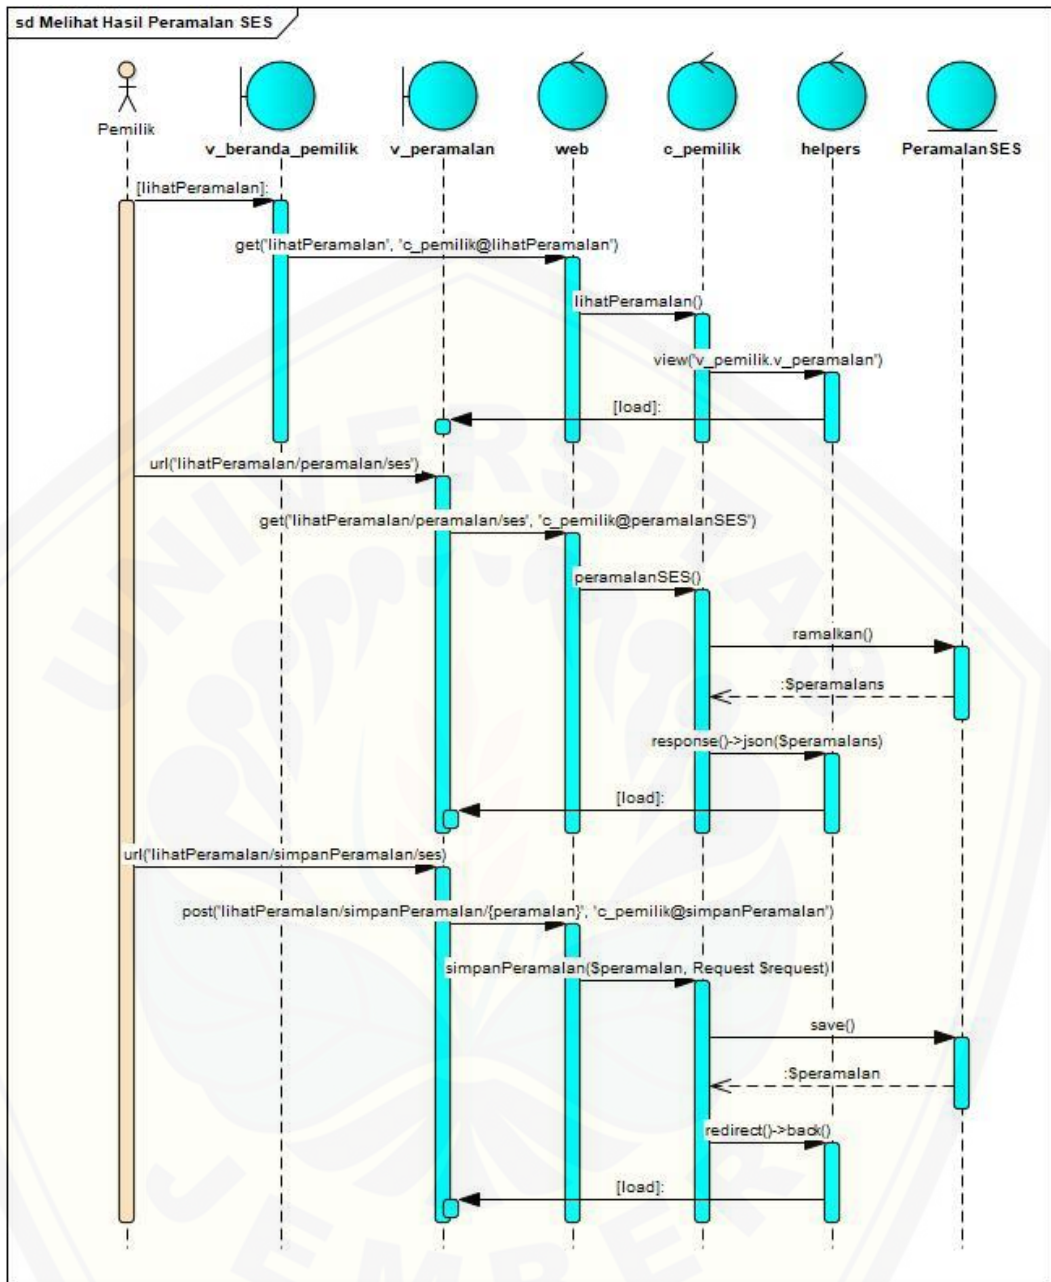 sd Melihat Hasil Peramalan SES
Pemilik
v_beranda_pemilik
v_peramalan
web
c_pemilik
helpers
PeramalanSES
[lihatPeramalan]:
get('lihatPeramalan', 'c_pemilik@lihatPeramalan')
lihatPeramalan()
view('v_pemilik.v_peramalan')
[load]:
url('lihatPeramalan/peramalan/ses')
get('lihatPeramalan/peramalan/ses', 'c_pemilik@peramalanSES')
peramalanSES()
ramalkan()
:$peramalans
response()->json($peramalans)
[load]:
url('lihatPeramalan/simpanPeramalan/ses)
post('lihatPeramalan/simpanPeramalan/{peramalan}', 'c_pemilik@simpanPeramalan')
simpanPeramalan($peramalan, Request $request)
save()
:$peramalan
redirect()->back()
[load]:
UNIVERSITAS
JEMBER